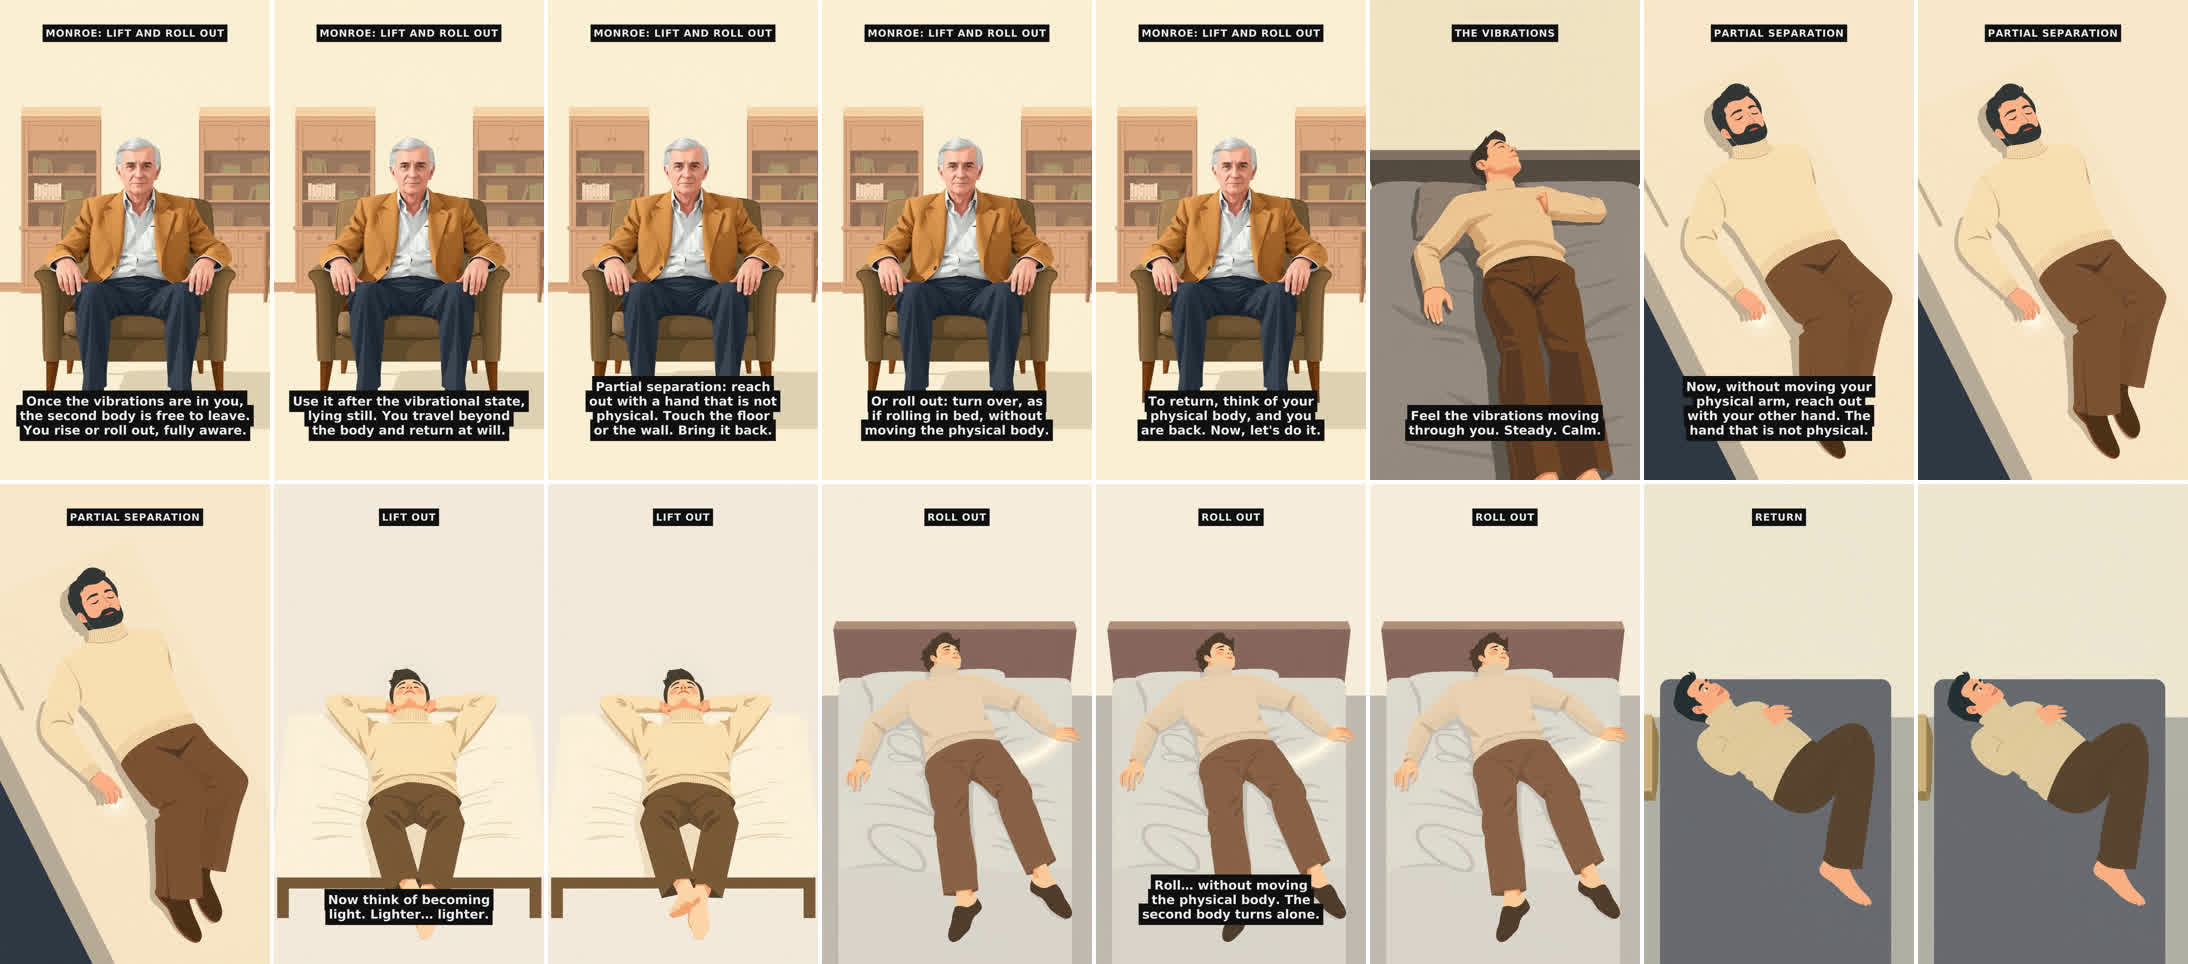 MONROE: LIFT AND ROLL OUT
Once the vibrations are in you,
the second body is free to leave.
You rise or roll out, fully aware.
MONROE: LIFT AND ROLL OUT
Use it after the vibrational state,
lying still. You travel beyond
the body and return at will.
MONROE: LIFT AND ROLL OUT
Partial separation: reach
out with a hand that is not
physical. Touch the floor
or the wall. Bring it back.
MONROE: LIFT AND ROLL OUT
Or roll out: turn over, as
if rolling in bed, without
moving the physical body.
MONROE: LIFT AND ROLL OUT
To return, think of your
physical body, and you
are back. Now, let's do it.
THE VIBRATIONS
Feel the vibrations moving
through you. Steady. Calm.
PARTIAL SEPARATION
Now, without moving your
physical arm, reach out
with your other hand. The
hand that is not physical.
PARTIAL SEPARATION
PARTIAL SEPARATION
LIFT OUT
Now think of becoming
light. Lighter... lighter.
LIFT OUT
ROLL OUT
ROLL OUT
Roll... without moving
the physical body. The
second body turns alone.
ROLL OUT
RETURN